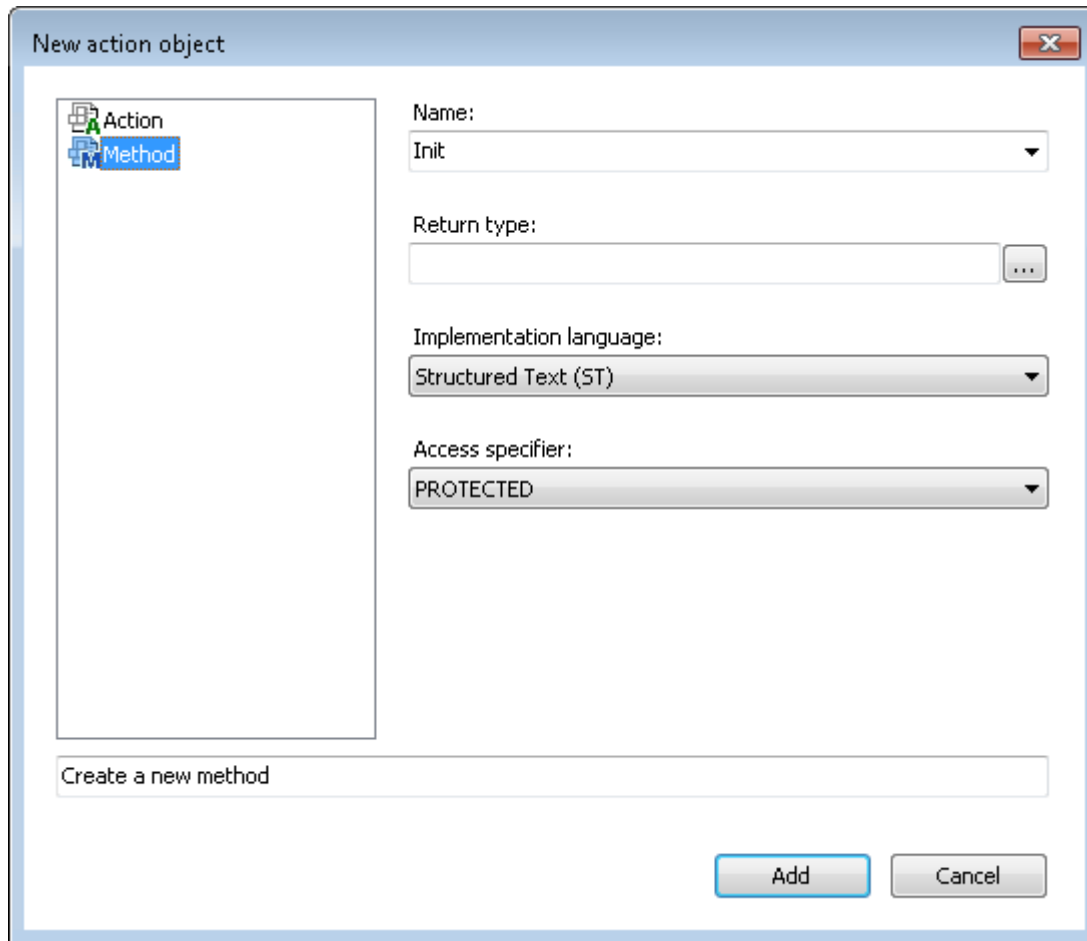 New action object
Action
Method
Name:
Init
Return type:
...
Implementation language:
Structured Text (ST)
Access specifier:
PROTECTED
Create a new method
Add
Cancel